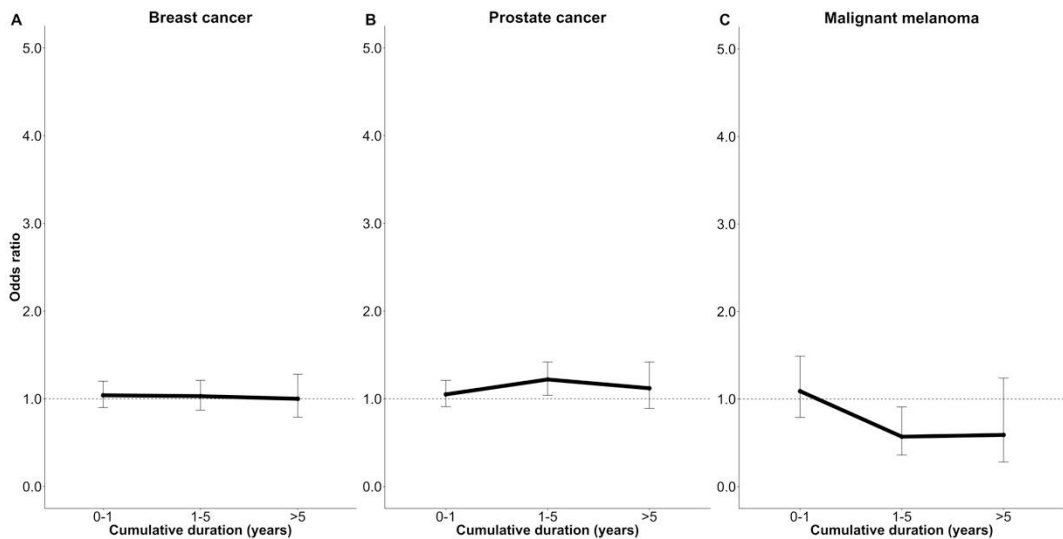 A Breast cancer
5.0
4.0
3.0
2.0
1.0
0.0
Odds ratio
0-1 1-5 >5
Cumulative duration (years)
B Prostate cancer
5.0
4.0
3.0
2.0
1.0
0.0
0-1 1-5 >5
Cumulative duration (years)
C Malignant melanoma
5.0
4.0
3.0
2.0
1.0
0.0
0-1 1-5 >5
Cumulative duration (years)